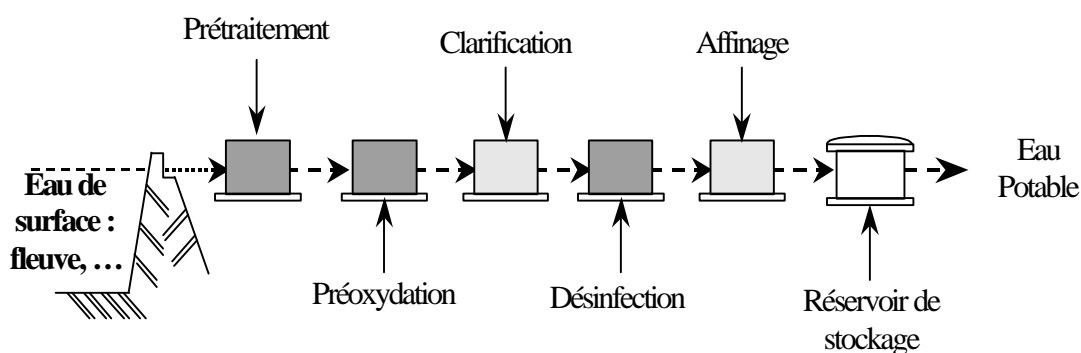 Prétraitement
Clarification
Affinage
Eau de
surface :
fleuve, …
Eau
Potable
Préoxydation
Désinfection
Réservoir de
stockage